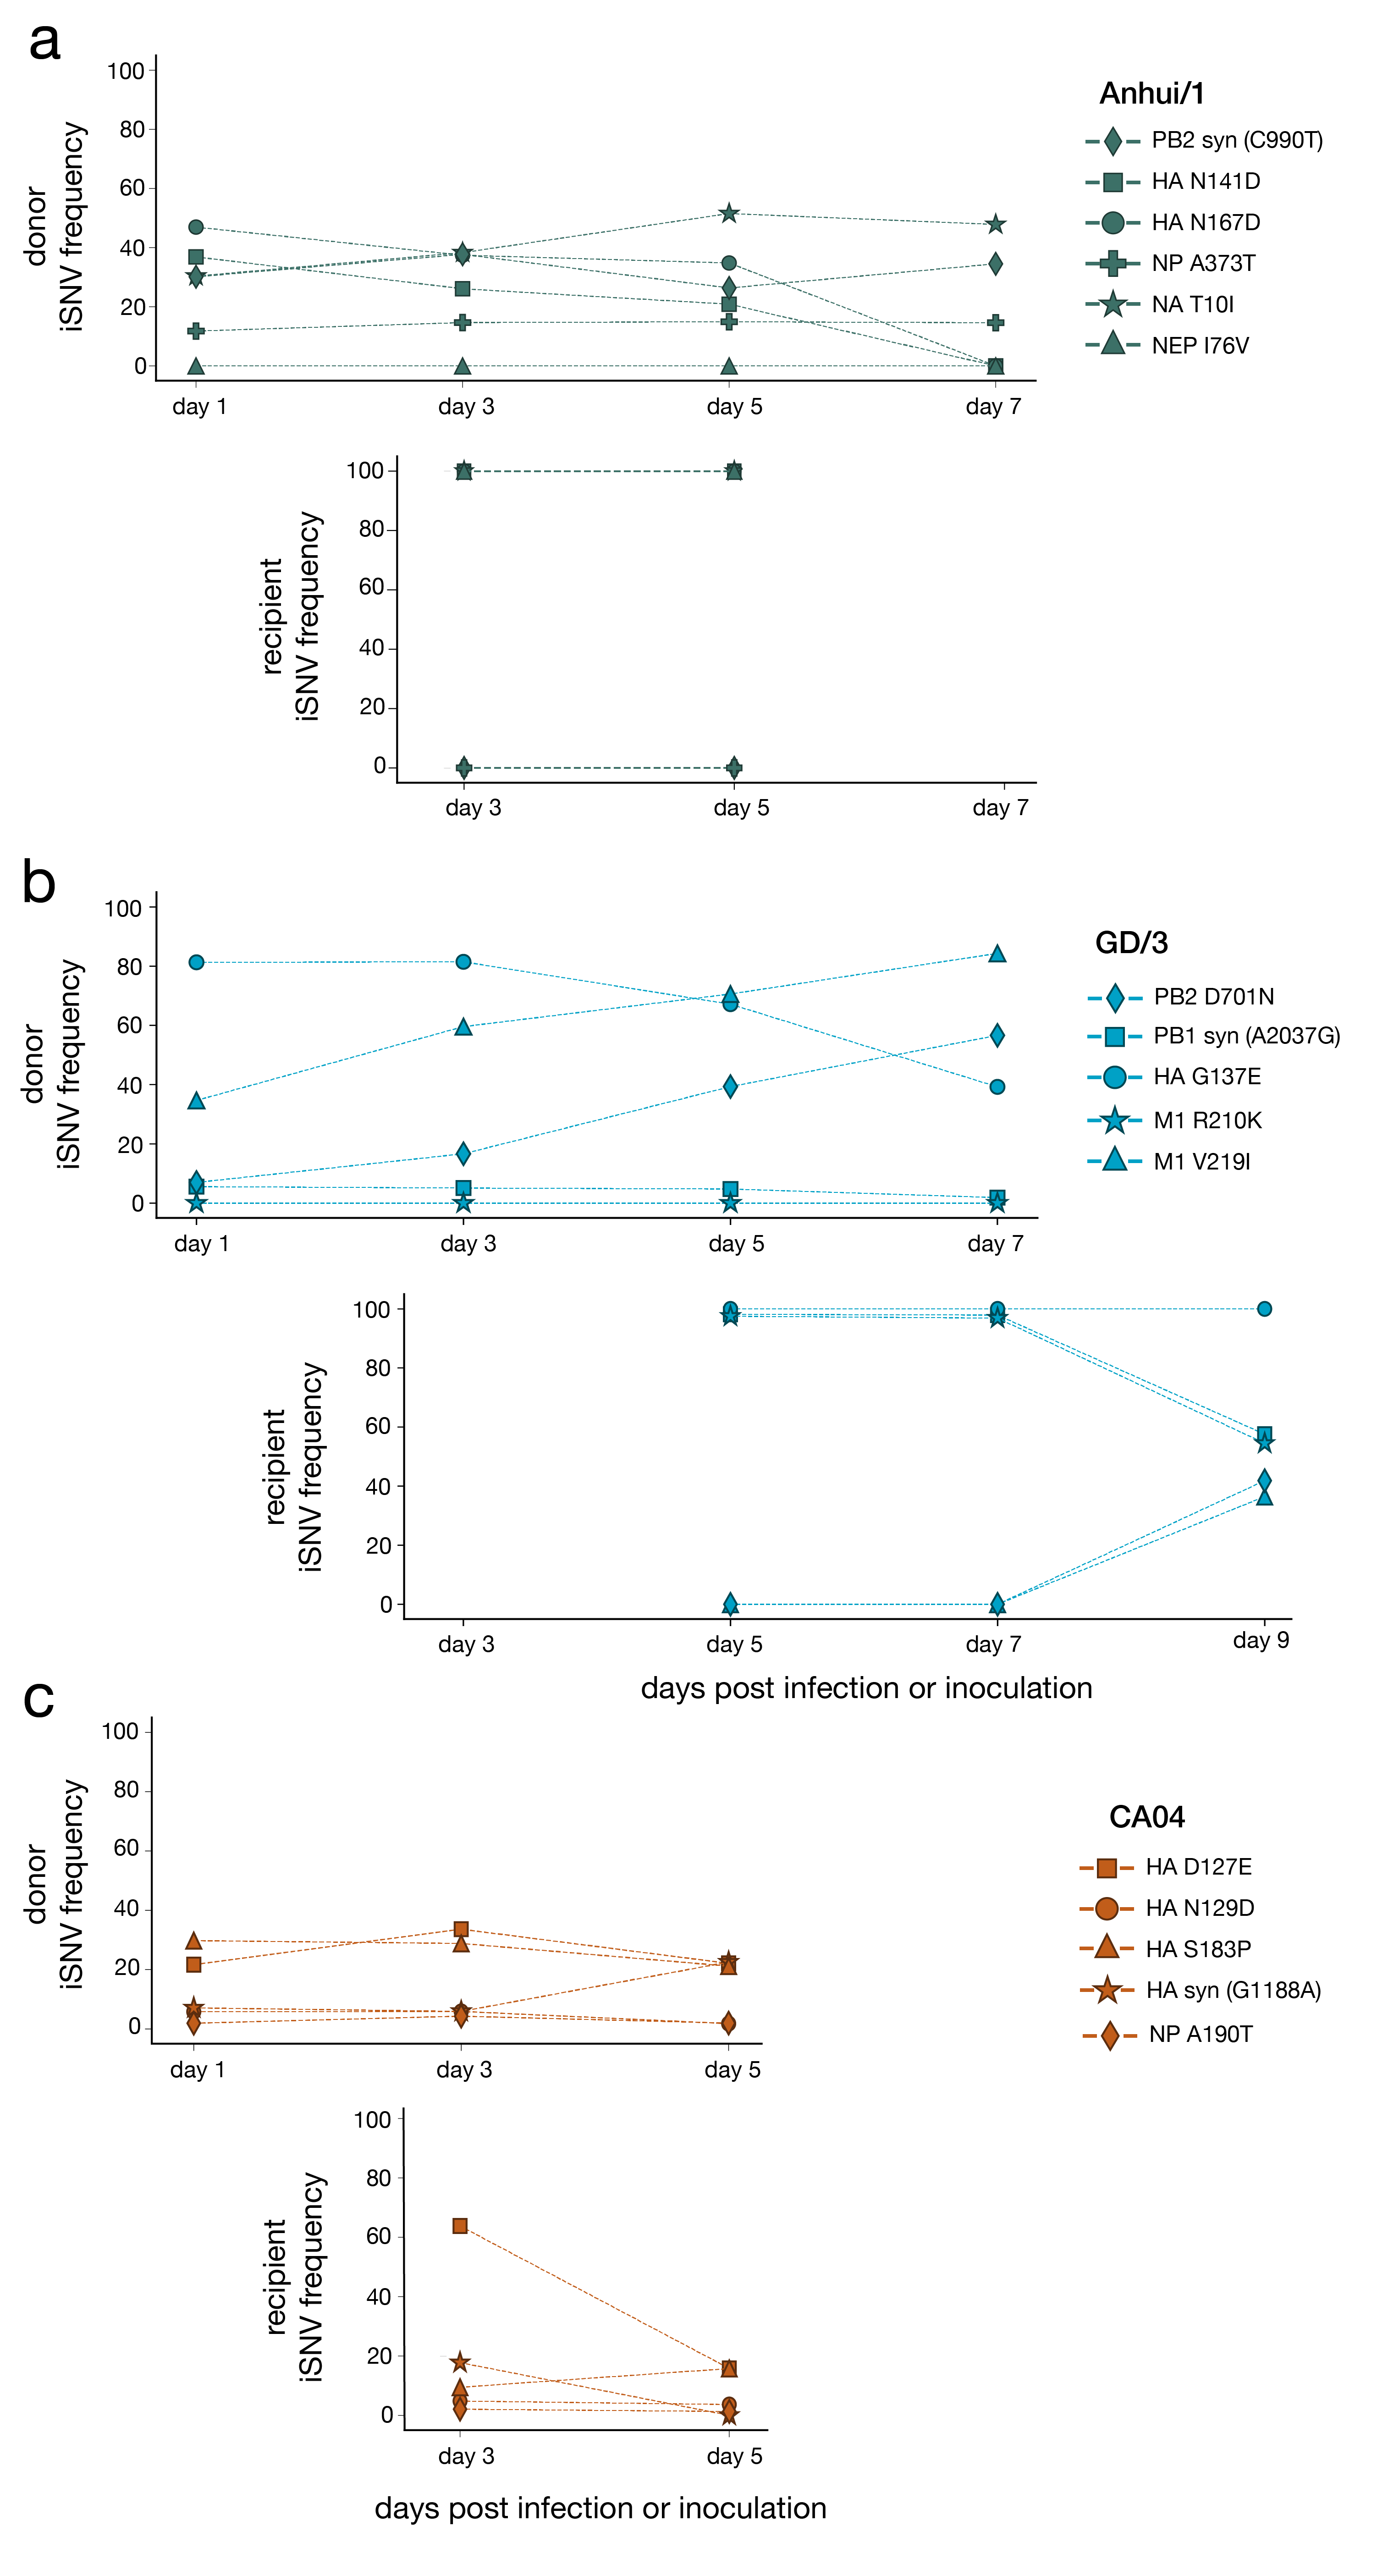 a
100
80
60
40
20
0
donor
iSNV frequency
day 1 day 3 day 5 day 7
Anhui/1
PB2 syn (C990T)
HA N141D
HA N167D
NP A373T
NA T10I
NEP I76V
100
80
60
40
20
0
recipient
iSNV frequency
day 3 day 5 day 7
b
100
80
60
40
20
0
donor
iSNV frequency
day 1 day 3 day 5 day 7
GD/3
PB2 D701N
PB1 syn (A2037G)
HA G137E
M1 R210K
M1 V219I
100
80
60
40
20
0
recipient
iSNV frequency
day 3 day 5 day 7 day 9
days post infection or inoculation
c
100
80
60
40
20
0
donor
iSNV frequency
day 1 day 3 day 5
CA04
HA D127E
HA N129D
HA S183P
HA syn (G1188A)
NP A190T
100
80
60
40
20
0
recipient
iSNV frequency
day 3 day 5
days post infection or inoculation